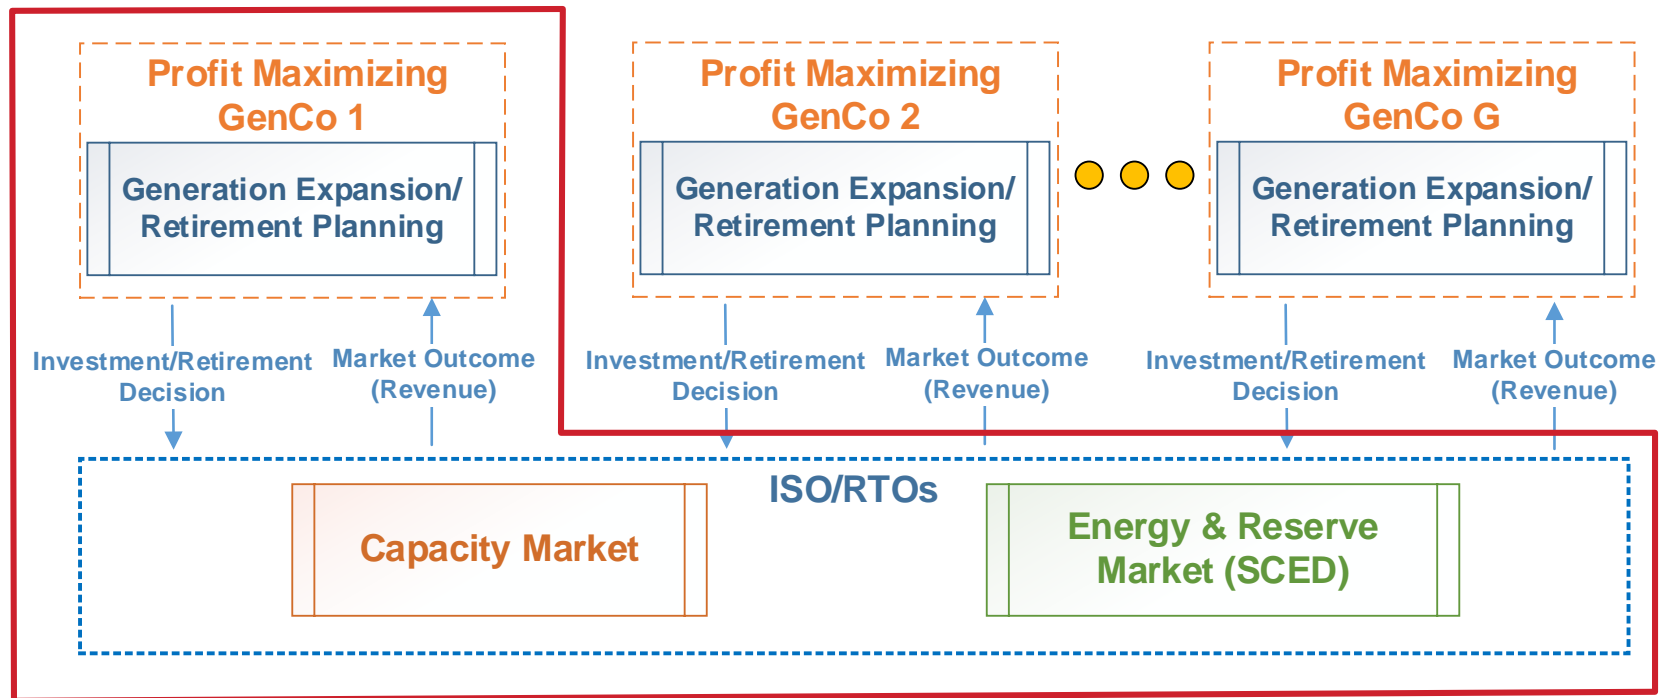 Profit Maximizing
GenCo 1
Generation Expansion/
Retirement Planning
Investment/Retirement
Decision
Market Outcome
(Revenue)
Profit Maximizing
GenCo 2
Generation Expansion/
Retirement Planning
Investment/Retirement
Decision
Market Outcome
(Revenue)
Profit Maximizing
GenCo G
Generation Expansion/
Retirement Planning
Investment/Retirement
Decision
Market Outcome
(Revenue)
ISO/RTOs
Capacity Market
Energy & Reserve
Market (SCED)